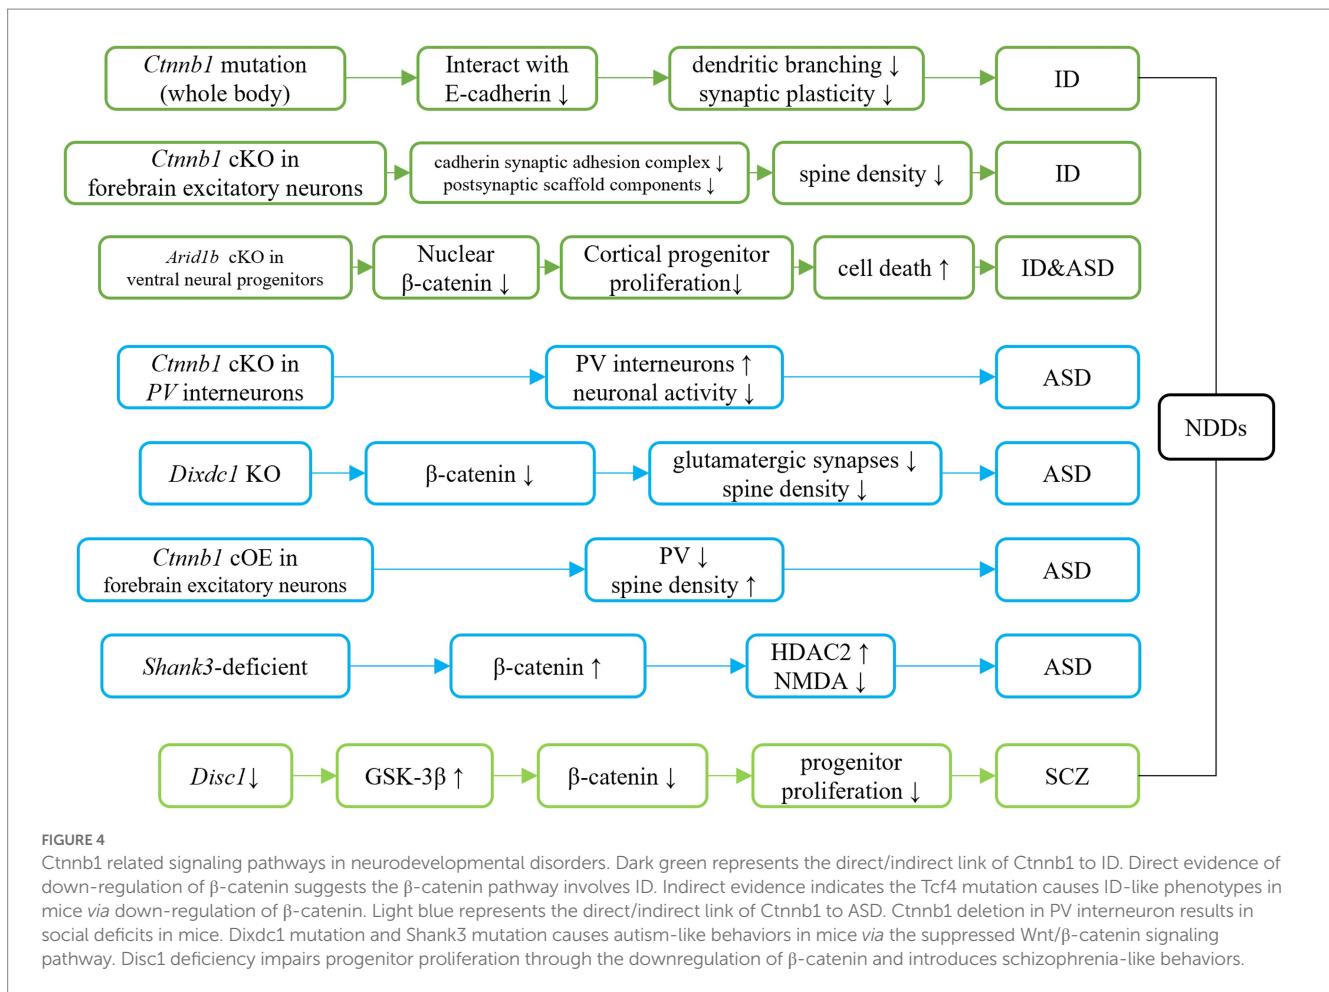 Ctnnb1 mutation
(whole body)
Interact with
E-cadherin ↓
dendritic branching ↓
synaptic plasticity ↓
ID
Ctnnb1 cKO in
forebrain excitatory neurons
cadherin synaptic adhesion complex ↓
postsynaptic scaffold components ↓
spine density ↓
ID
Arid1b cKO in
ventral neural progenitors
Nuclear
β-catenin ↓
Cortical progenitor
proliferation↓
cell death ↑
ID&ASD
Ctnnb1 cKO in
PV interneurons
PV interneurons ↑
neuronal activity ↓
ASD
NDDs
Dixdc1 KO
β-catenin ↓
glutamatergic synapses ↓
spine density ↓
ASD
Ctnnb1 cOE in
forebrain excitatory neurons
PV ↓
spine density ↑
ASD
Shank3-deficient
β-catenin ↑
HDAC2 ↑
NMDA ↓
ASD
Disc1↓
GSK-3β ↑
β-catenin ↓
progenitor
proliferation ↓
SCZ
FIGURE 4
Ctnnb1 related signaling pathways in neurodevelopmental disorders. Dark green represents the direct/indirect link of Ctnnb1 to ID. Direct evidence of
down-regulation of β-catenin suggests the β-catenin pathway involves ID. Indirect evidence indicates the Tcf4 mutation causes ID-like phenotypes in
mice via down-regulation of β-catenin. Light blue represents the direct/indirect link of Ctnnb1 to ASD. Ctnnb1 deletion in PV interneuron results in
social deficits in mice. Dixdc1 mutation and Shank3 mutation causes autism-like behaviors in mice via the suppressed Wnt/β-catenin signaling
pathway. Disc1 deficiency impairs progenitor proliferation through the downregulation of β-catenin and introduces schizophrenia-like behaviors.